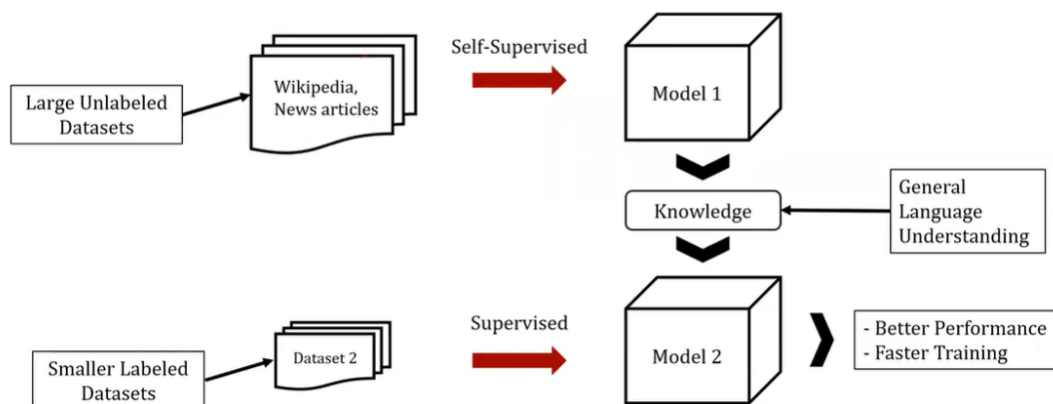 Large Unlabeled
Datasets
Wikipedia,
News articles
Self-Supervised
Model 1
Knowledge
General
Language
Understanding
Smaller Labeled
Datasets
Dataset 2
Supervised
Model 2
- Better Performance
- Faster Training